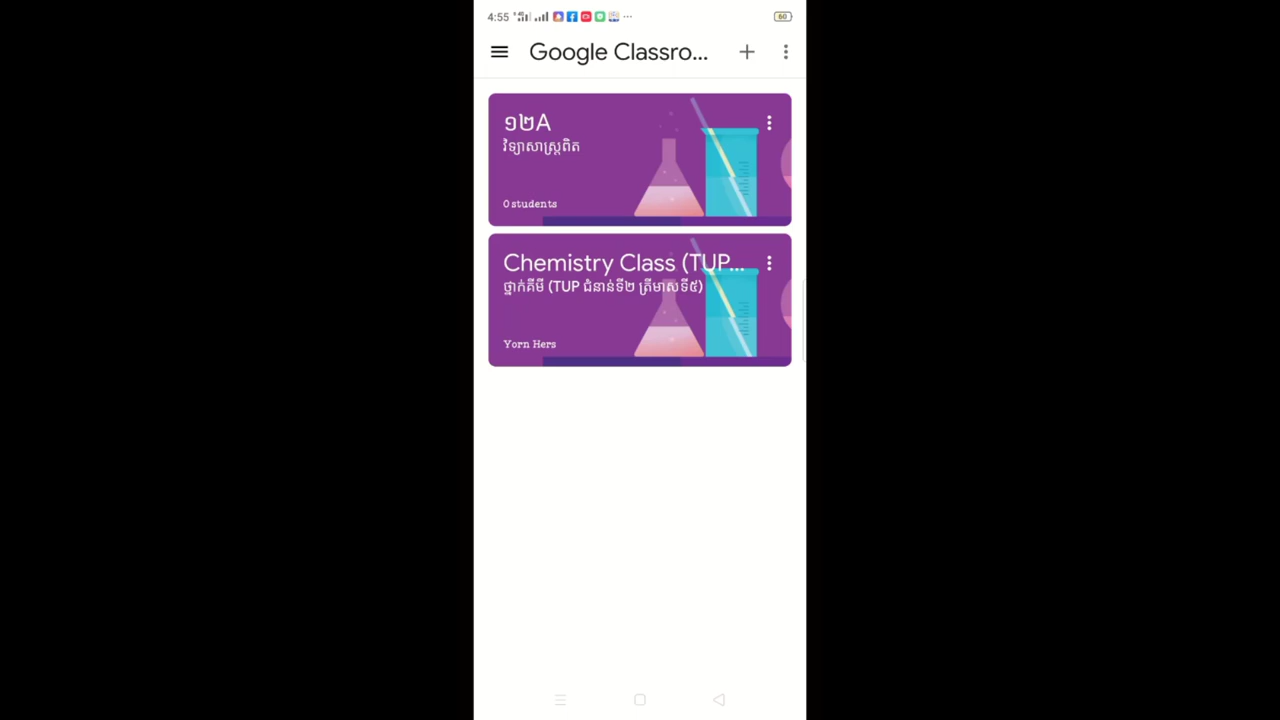 4:55
60
Google Classro...
១២A
វិទ្យាសាស្ត្រពិត
0 students
Chemistry Class (TUP...
ថ្នាក់គីមី (TUP ជំនាន់ទី២ ត្រីមាសទី៥)
Yorn Hers